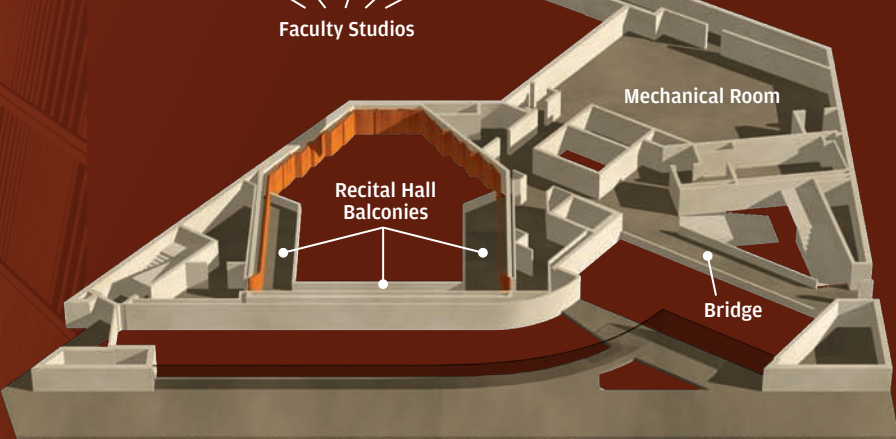 Faculty Studios
Mechanical Room
Recital Hall
Balconies
Bridge